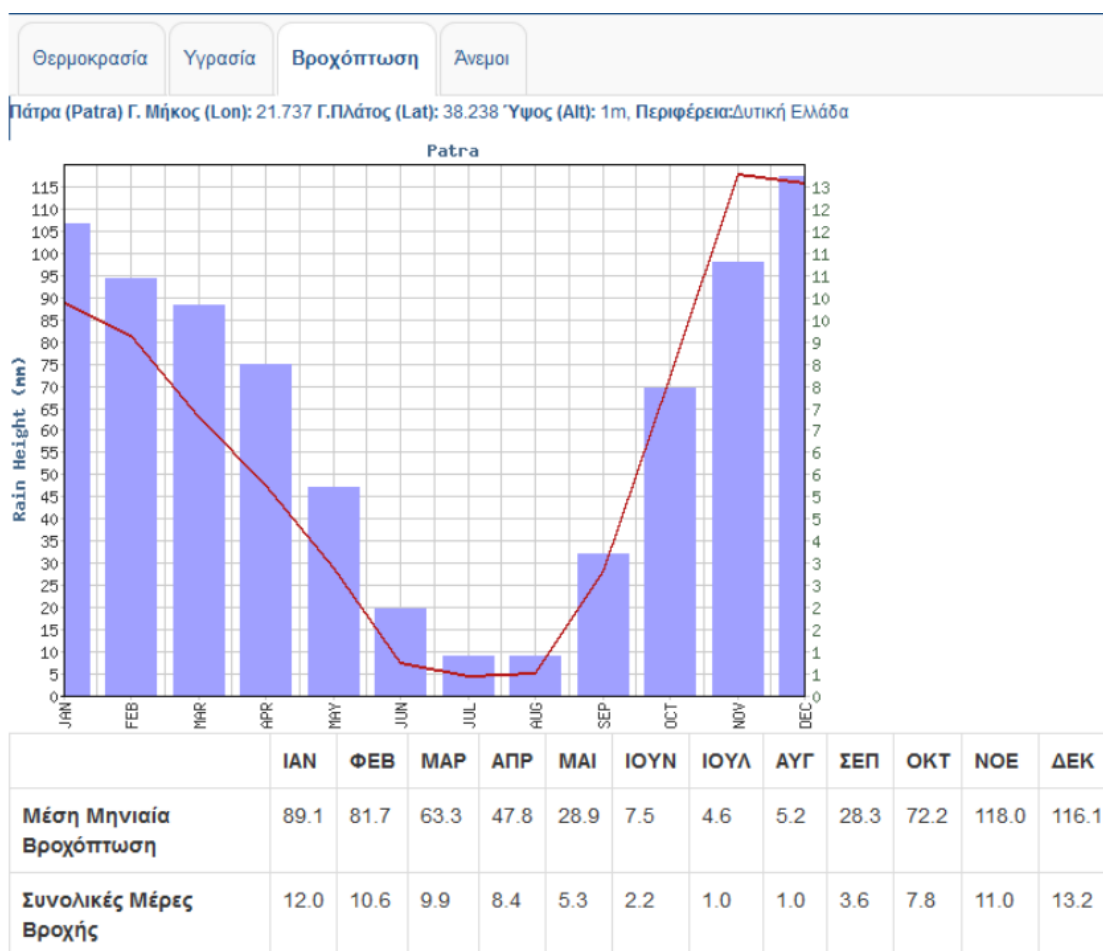 Θερμοκρασία Υγρασία Βροχόπτωση Άνεμοι
Πάτρα (Patra) Γ. Μήκος (Lon): 21.737 Γ.Πλάτος (Lat): 38.238 Ύψος (Alt): 1m, Περιφέρεια:Δυτική Ελλάδα
Patra
115 13
110 12
105 12
100 11
95 11
90 10
85 10
80 9
75 8
70 8
65 7
60 7
55 6
50 6
45 5
40 5
35 4
30 3
25 3
20 2
15 2
10 1
5 1
0 0
Rain Height (mm)
JAN FEB MAR APR MAY JUN JUL AUG SEP OCT NOV DEC
ΙΑΝ ΦΕΒ ΜΑΡ ΑΠΡ ΜΑΙ ΙΟΥΝ ΙΟΥΛ ΑΥΓ ΣΕΠ ΟΚΤ ΝΟΕ ΔΕΚ
Μέση Μηνιαία 89.1 81.7 63.3 47.8 28.9 7.5 4.6 5.2 28.3 72.2 118.0 116.1
Βροχόπτωση
Συνολικές Μέρες 12.0 10.6 9.9 8.4 5.3 2.2 1.0 1.0 3.6 7.8 11.0 13.2
Βροχής